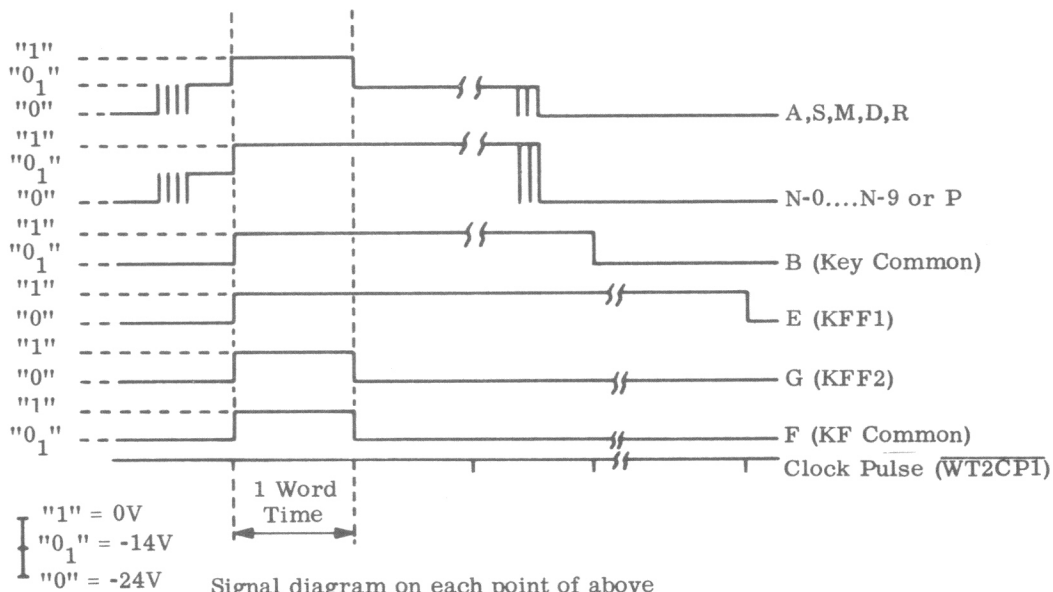 "1"
"0₁"
"0"
A,S,M,D,R
"1"
"0₁"
"0"
N-0....N-9 or P
"1"
"0₁"
B (Key Common)
"1"
"0"
E (KFF1)
"1"
"0"
G (KFF2)
"1"
"0₁"
F (KF Common)
Clock Pulse (WT2CP1)
1 Word
Time
"1" = 0V
"0₁" = -14V
"0" = -24V
Signal diagram on each point of above